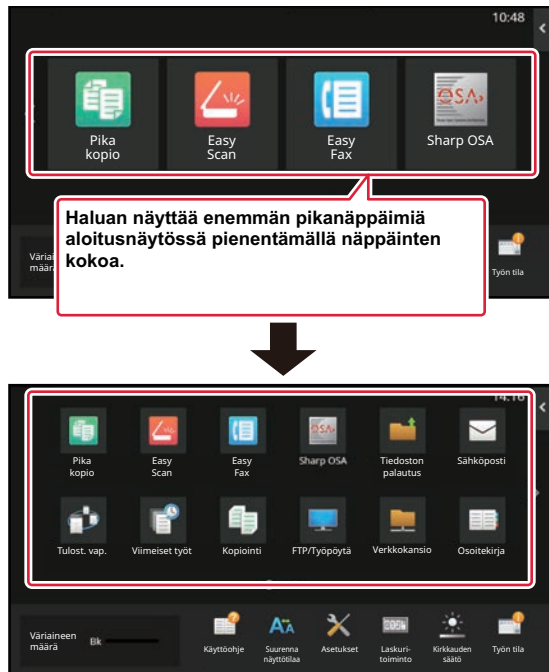 10:48
Pika
kopio
Easy
Scan
Easy
Fax
OSA
Sharp OSA
Haluan näyttää enemmän pikanäppäimiä
aloitusnäytössä pienentämällä näppäinten
kokoa.
Työn tila
14:16
Pika
kopio
Easy
Scan
Easy
Fax
OSA
Sharp OSA
Tiedoston
palautus
Sähköposti
Tulost. vap.
Viimeiset työt
Kopiointi
FTP/Työpöytä
Verkkokansio
Osoitekirja
Väriaineen
määrä
Bk
Käyttöohje
Suurenna
näyttötilaa
Asetukset
Laskuri-
toiminto
Kirkkauden
säätö
Työn tila